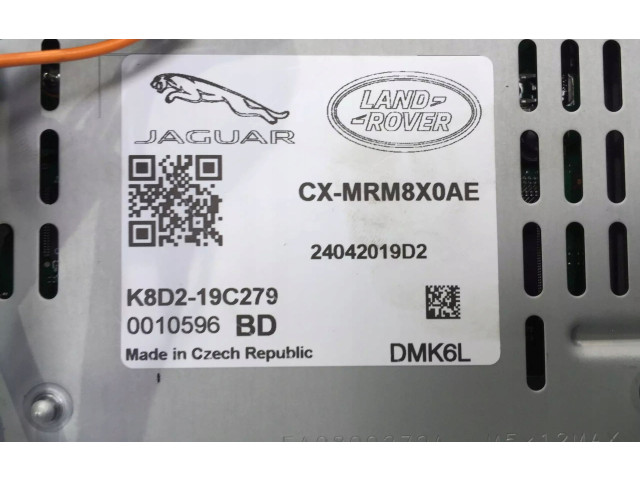 JAGUAR
LAND-
-ROVER
CX-MRM8X0AE
24042019D2
K8D2-19C279
0010596 BD
Made in Czech Republic
DMK6L